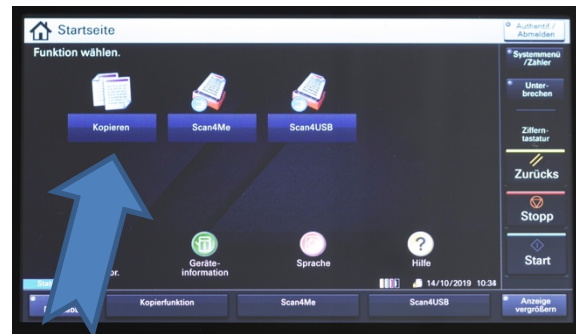 Startseite
Authentif./
Abmelden
Funktion wählen.
Systemmenü
/Zähler
Unter-
brechen
Kopieren
Scan4Me
Scan4USB
Ziffern-
tastatur
Zurücks
Stopp
Geräte-
information
Sprache
Hilfe
Start
or.
14/10/2019 10:34
Kopierfunktion
Scan4Me
Scan4USB
Anzeige
vergrößern